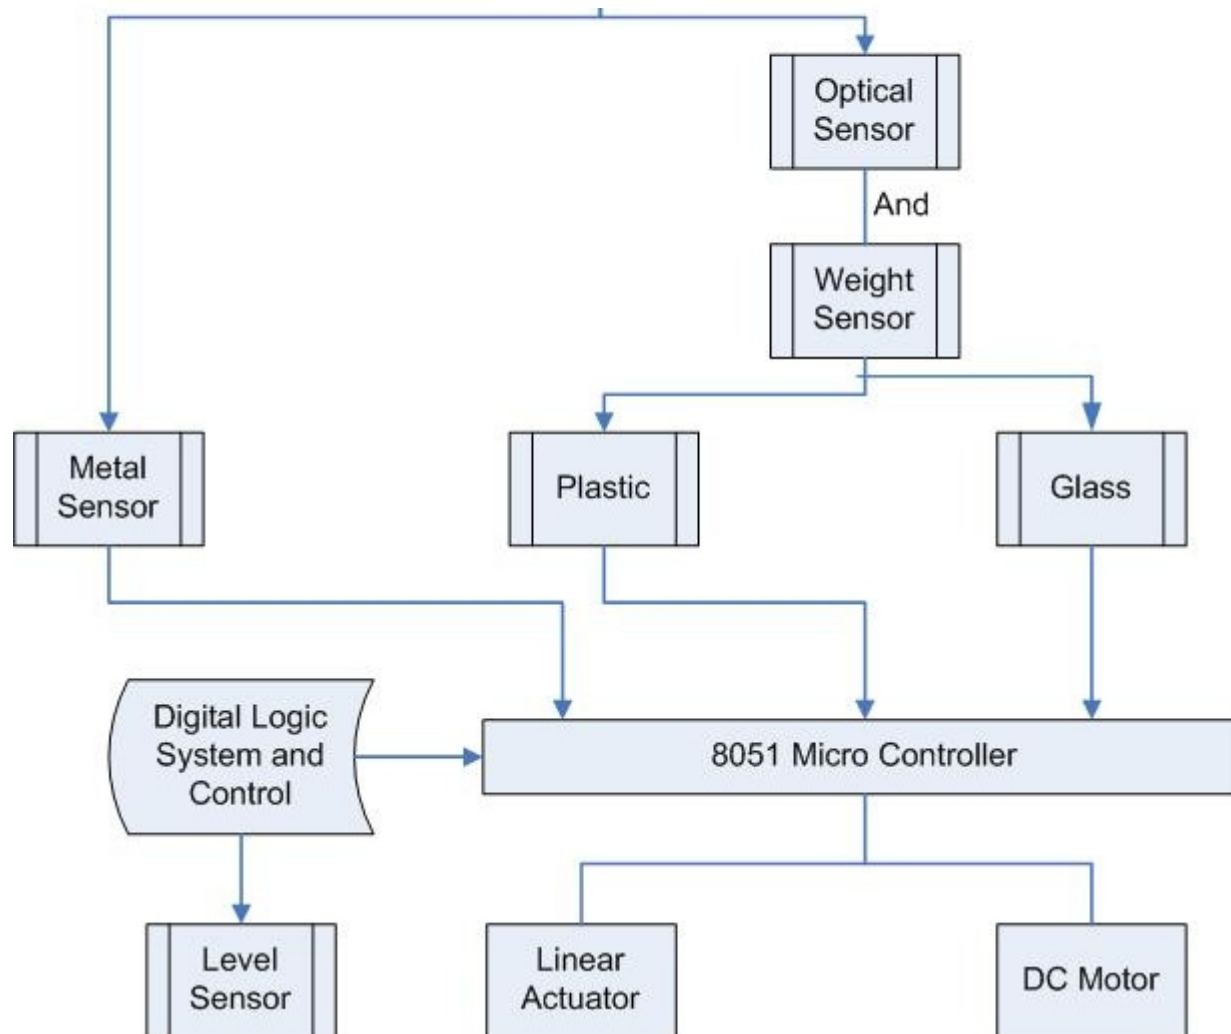 Optical
Sensor
And
Weight
Sensor
Metal
Sensor
Plastic
Glass
Digital Logic
System and
Control
8051 Micro Controller
Level
Sensor
Linear
Actuator
DC Motor